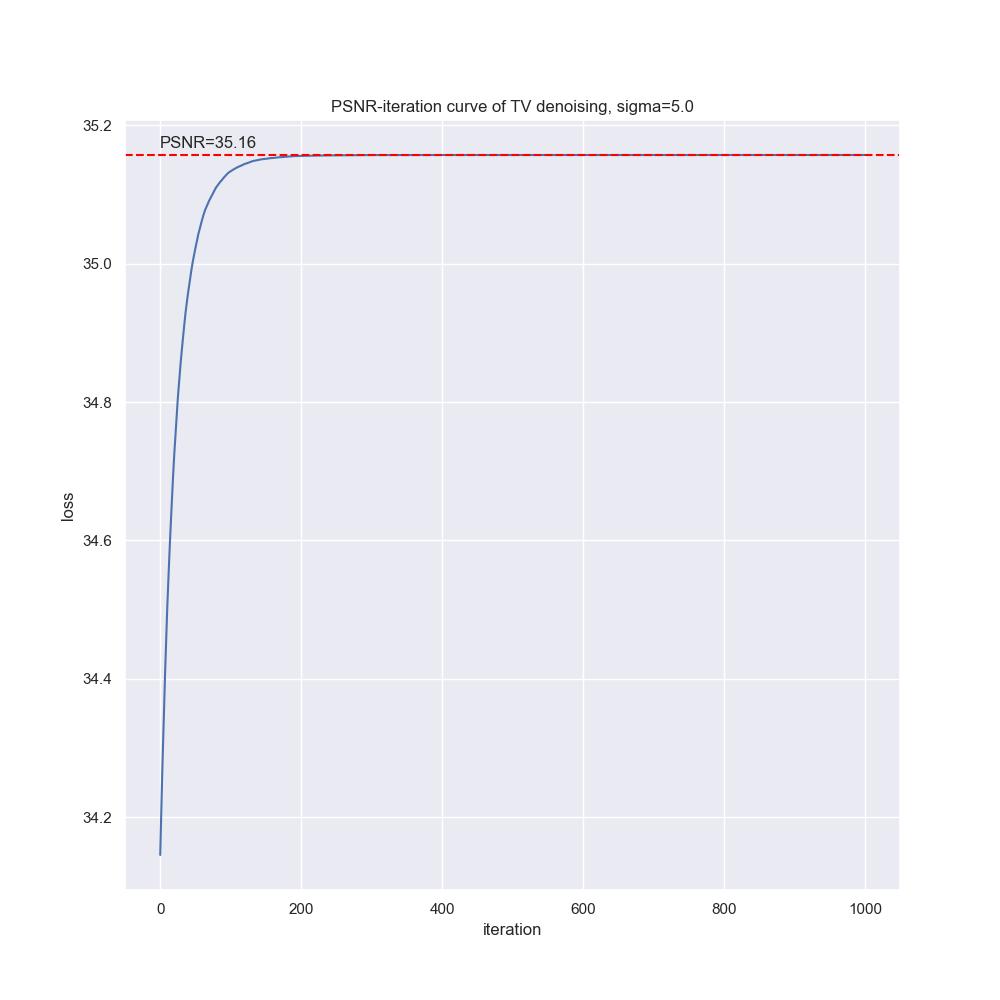 PSNR-iteration curve of TV denoising, sigma=5.0
35.2
PSNR=35.16
35.0
34.8
34.6
loss
34.4
34.2
0 200 400 600 800 1000
iteration